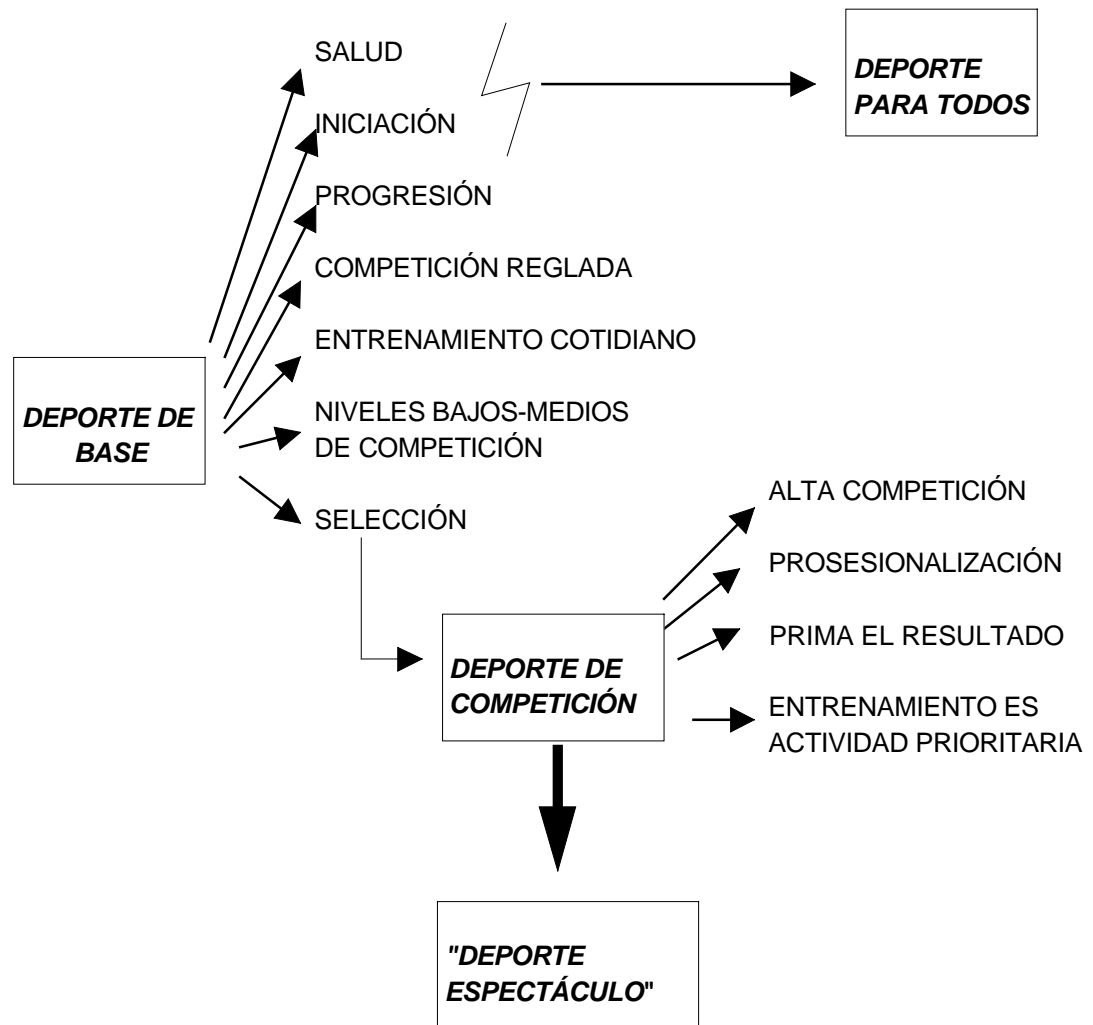 SALUD
DEPORTE
PARA TODOS
INICIACIÓN
PROGRESIÓN
COMPETICIÓN REGLADA
ENTRENAMIENTO COTIDIANO
DEPORTE DE
BASE
NIVELES BAJOS-MEDIOS
DE COMPETICIÓN
SELECCIÓN
ALTA COMPETICIÓN
PROSESIONALIZACIÓN
PRIMA EL RESULTADO
DEPORTE DE
COMPETICIÓN
ENTRENAMIENTO ES
ACTIVIDAD PRIORITARIA
"DEPORTE
ESPECTÁCULO"